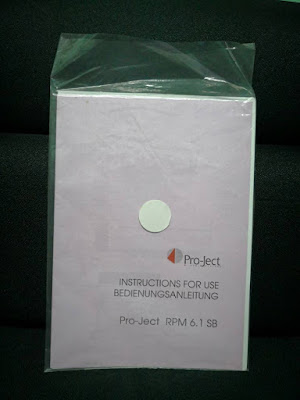 Pro-Ject
INSTRUCTIONS FOR USE
BEDIENUNGSANLEITUNG
Pro-Ject RPM 6.1 SB